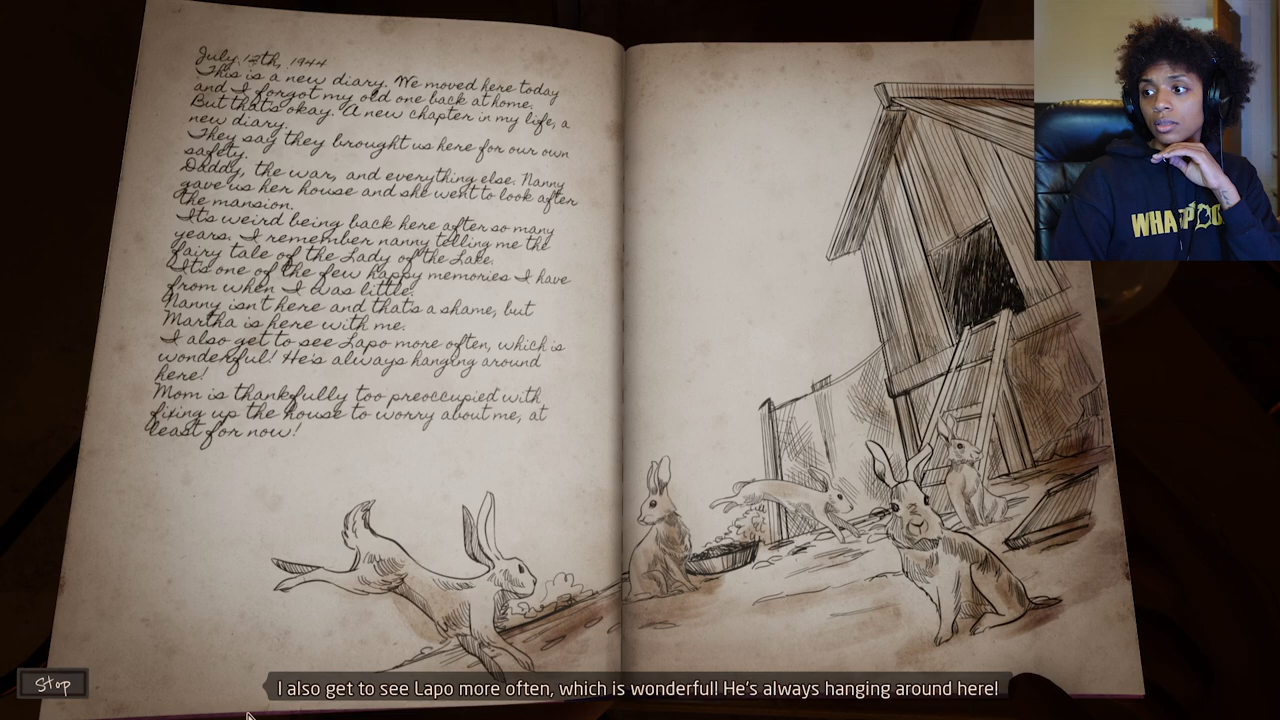 July 13th, 1944
This is a new diary. We moved here today
and I forgot my old one back at home.
But that's okay. A new chapter in my life, a
new diary.
They say they brought us here for our own
safety.
Daddy, the war, and everything else. Nanny
gave us her house and she went to look after
the mansion.
It's weird being back here after so many
years. I remember nanny telling me the
fairy tale of the Lady of the Lake.
It's one of the few happy memories I have
from when I was little.
Nanny isn't here and that's a shame, but
Martha is here with me.
I also get to see Lapo more often, which is
wonderful! He's always hanging around
here!
Mom is thankfully too preoccupied with
fixing up the house to worry about me, at
least for now!
Stop
I also get to see Lapo more often, which is wonderful! He's always hanging around here!